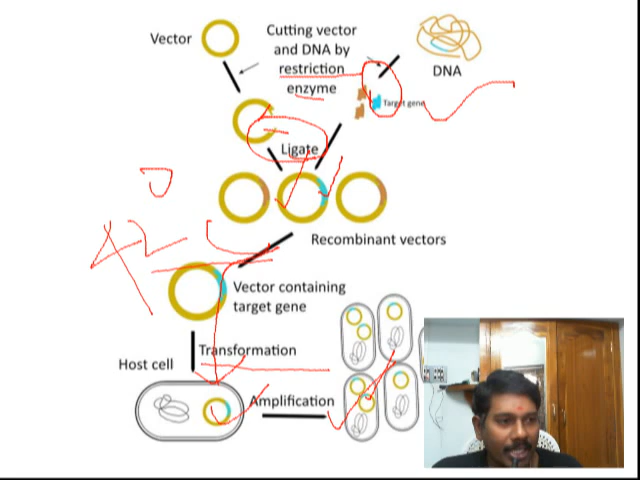 Vector
Cutting vector
and DNA by
restriction
enzyme
DNA
Target gene
Ligate
Recombinant vectors
42
Vector containing
target gene
Transformation
Host cell
Amplification